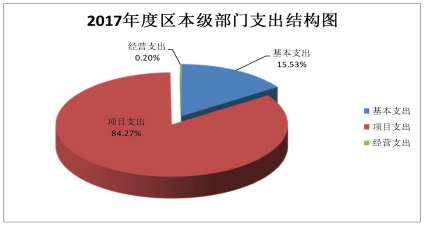 2017年度区本级部门支出结构图
经营支出
0.20%
基本支出
15.53%
项目支出
84.27%
基本支出
项目支出
经营支出